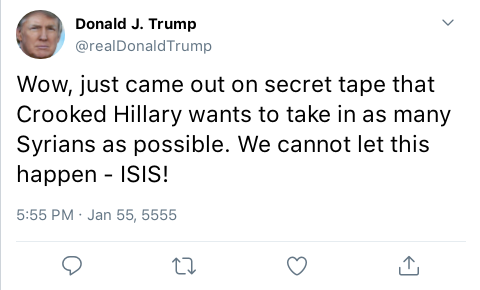 Donald J. Trump
@realDonaldTrump
Wow, just came out on secret tape that
Crooked Hillary wants to take in as many
Syrians as possible. We cannot let this
happen - ISIS!
5:55 PM · Jan 55, 5555